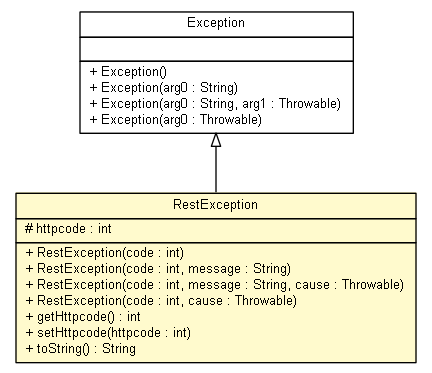 Exception
+ Exception()
+ Exception(arg0 : String)
+ Exception(arg0 : String, arg1 : Throwable)
+ Exception(arg0 : Throwable)
RestException
# httpcode : int
+ RestException(code : int)
+ RestException(code : int, message : String)
+ RestException(code : int, message : String, cause : Throwable)
+ RestException(code : int, cause : Throwable)
+ getHttpcode() : int
+ setHttpcode(httpcode : int)
+ toString() : String